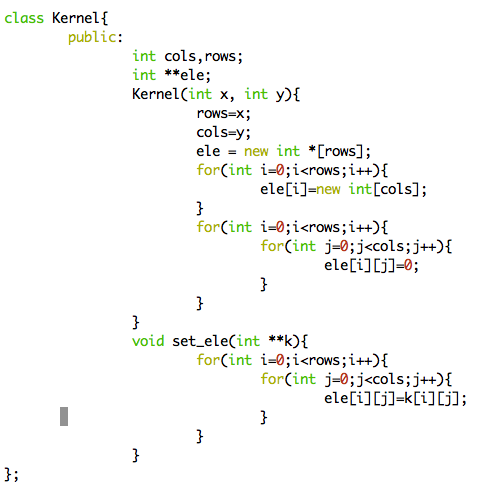 class Kernel{
        public:
                int cols,rows;
                int **ele;
                Kernel(int x, int y){
                        rows=x;
                        cols=y;
                        ele = new int *[rows];
                        for(int i=0;i<rows;i++){
                                ele[i]=new int[cols];
                        }
                        for(int i=0;i<rows;i++){
                                for(int j=0;j<cols;j++){
                                        ele[i][j]=0;
                                }
                        }
                }
                void set_ele(int **k){
                        for(int i=0;i<rows;i++){
                                for(int j=0;j<cols;j++){
                                        ele[i][j]=k[i][j];
                                }
                        }
                }
};